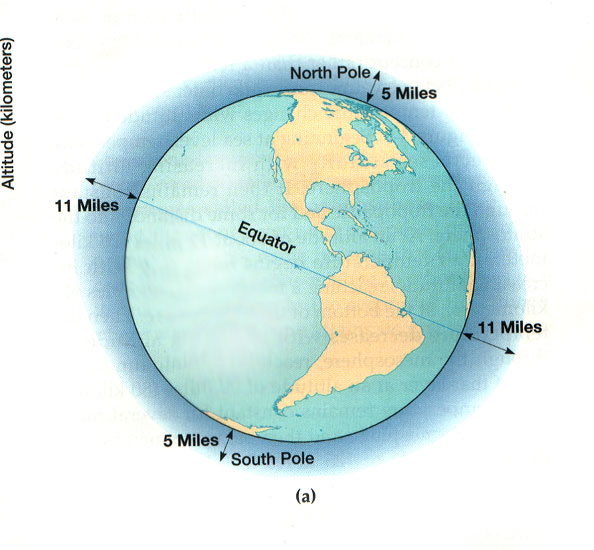 Altitude (kilometers)
North Pole
5 Miles
11 Miles
Equator
11 Miles
5 Miles
South Pole
(a)